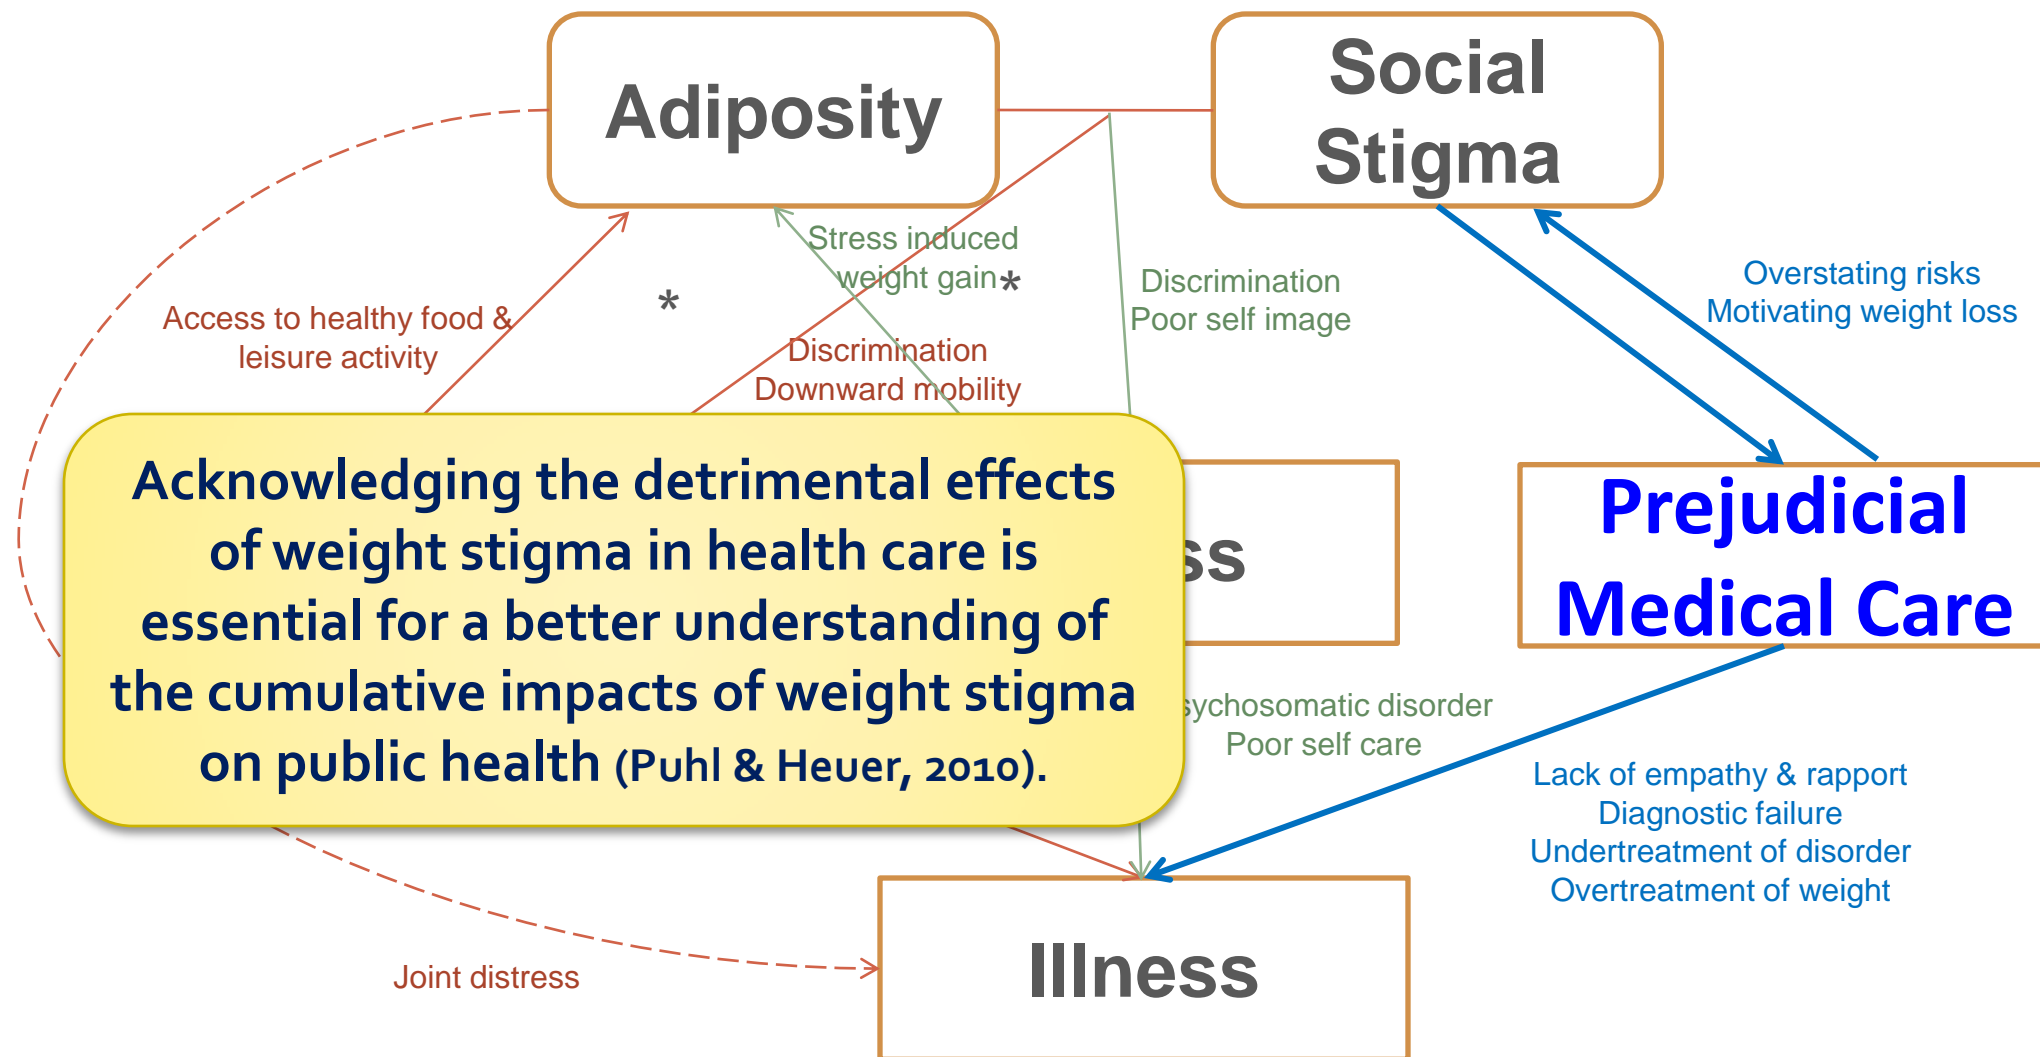 Adiposity
Social
Stigma
Stress induced
weight gain*
*
Discrimination
Poor self image
Overstating risks
Motivating weight loss
Access to healthy food &
leisure activity
Discrimination
Downward mobility
Acknowledging the detrimental effects
of weight stigma in health care is
essential for a better understanding of
the cumulative impacts of weight stigma
on public health (Puhl & Heuer, 2010).
ss
Prejudicial
Medical Care
sychosomatic disorder
Poor self care
Lack of empathy & rapport
Diagnostic failure
Undertreatment of disorder
Overtreatment of weight
Joint distress
Illness